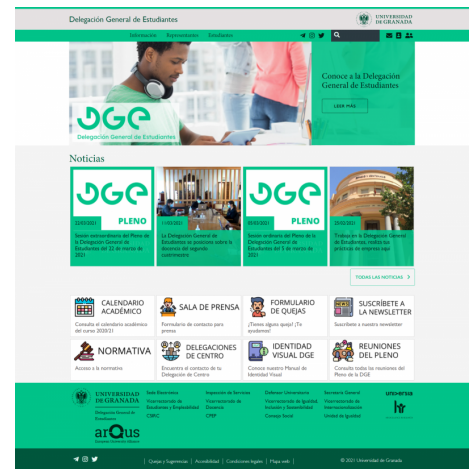 Delegación General de Estudiantes
UNIVERSIDAD
DE GRANADA
Información Representantes Estudiantes
DGE
Delegación General de Estudiantes
Conoce a la Delegación
General de Estudiantes
LEER MÁS
Noticias
DGE
PLENO
22/03/2021
Sesión extraordinaria del Pleno de
la Delegación General de
Estudiantes del 22 de marzo de
2021
11/03/2021
La Delegación General de
Estudiantes se posiciona sobre la
docencia del segundo
cuatrimestre
DGE
PLENO
Sesión ordinaria del Pleno de la
Delegación General de
Estudiantes del 5 de marzo de
2021
Trabaja en la Delegación General
de Estudiantes, realiza tus
prácticas de empresa aquí
TODAS LAS NOTICIAS
CALENDARIO
ACADÉMICO
Consulta el calendario académico
del curso 2020/21
SALA DE PRENSA
Formulario de contacto para
prensa
FORMULARIO
DE QUEJAS
¿Tienes alguna queja? ¡Te
ayudamos!
NEWS
SUSCRÍBETE A
LA NEWSLETTER
Suscríbete a nuestra newsletter
NORMATIVA
Acceso a la normativa
DELEGACIONES
DE CENTRO
Encuentra el contacto de tu
Delegación de Centro
IDENTIDAD
VISUAL DGE
Conoce nuestro Manual de
Identidad Visual
REUNIONES
DEL PLENO
Consulta todas las reuniones del
Pleno de la DGE
UNIVERSIDAD
DE GRANADA
Delegación General de
Estudiantes
arQus
Sede Electrónica
Vicerrectorado de
Estudiantes y Empleabilidad
CSIRC
Inspección de Servicios
Vicerrectorado de
Docencia
CPEP
Defensor Universitario
Vicerrectorado de Igualdad,
Inclusión y Sostenibilidad
Consejo Social
Secretaría General
Vicerrectorado de
Internacionalización
Unidad de Igualdad
universia
hr
Quejas y Sugerencias | Accesibilidad | Condiciones legales | Mapa web |
© 2021 Universidad de Granada